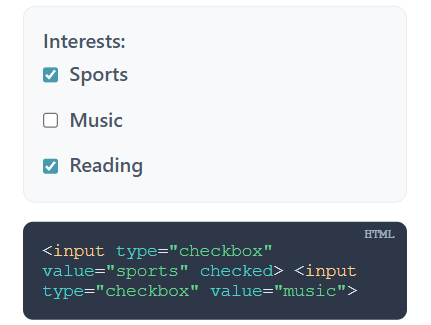 Interests:
Sports
Music
Reading
HTML
<input type="checkbox"
value="sports" checked> <input
type="checkbox" value="music">